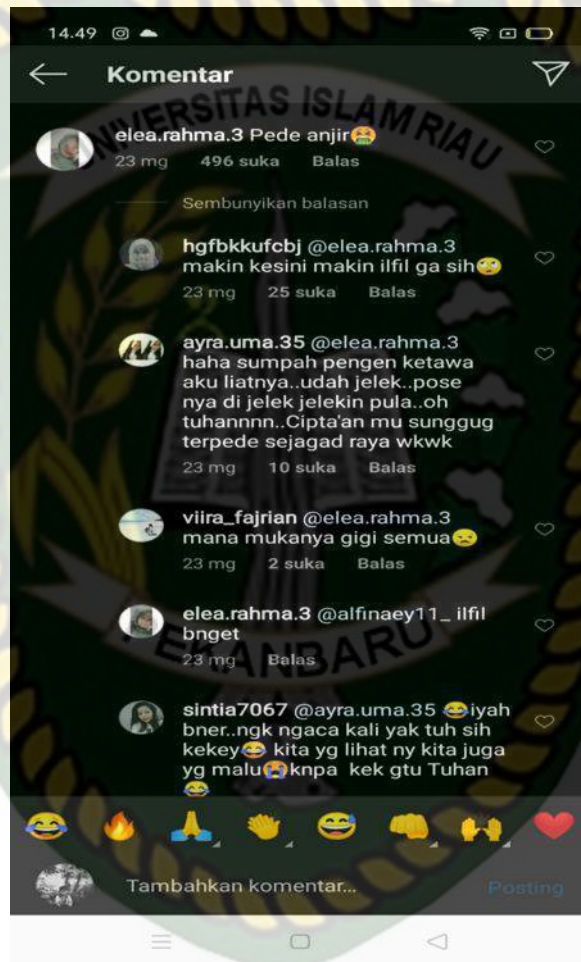 14.49
Komentar
UNIVERSITAS ISLAM RIAU
elea.rahma.3 Pede anjir🤮
23 mg 496 suka Balas
Sembunyikan balasan
hgfbkkufcbj @elea.rahma.3
makin kesini makin ilfil ga sih🙄
23 mg 25 suka Balas
ayra.uma.35 @elea.rahma.3
haha sumpah pengen ketawa
aku liatnya..udah jelek..pose
nya di jelek jelekin pula..oh
tuhannnn..Cipta'an mu sunggug
terpede sejagad raya wkwk
23 mg 10 suka Balas
viira_fajrian @elea.rahma.3
mana mukanya gigi semua😣
23 mg 2 suka Balas
elea.rahma.3 @alfinaey11_ ilfil
bnget
23 mg Balas
PEKANBARU
sintia7067 @ayra.uma.35 😂iyah
bner..ngk ngaca kali yak tuh sih
kekey😂 kita yg lihat ny kita juga
yg malu😭knpa kek gtu Tuhan
😂
Tambahkan komentar...
Posting